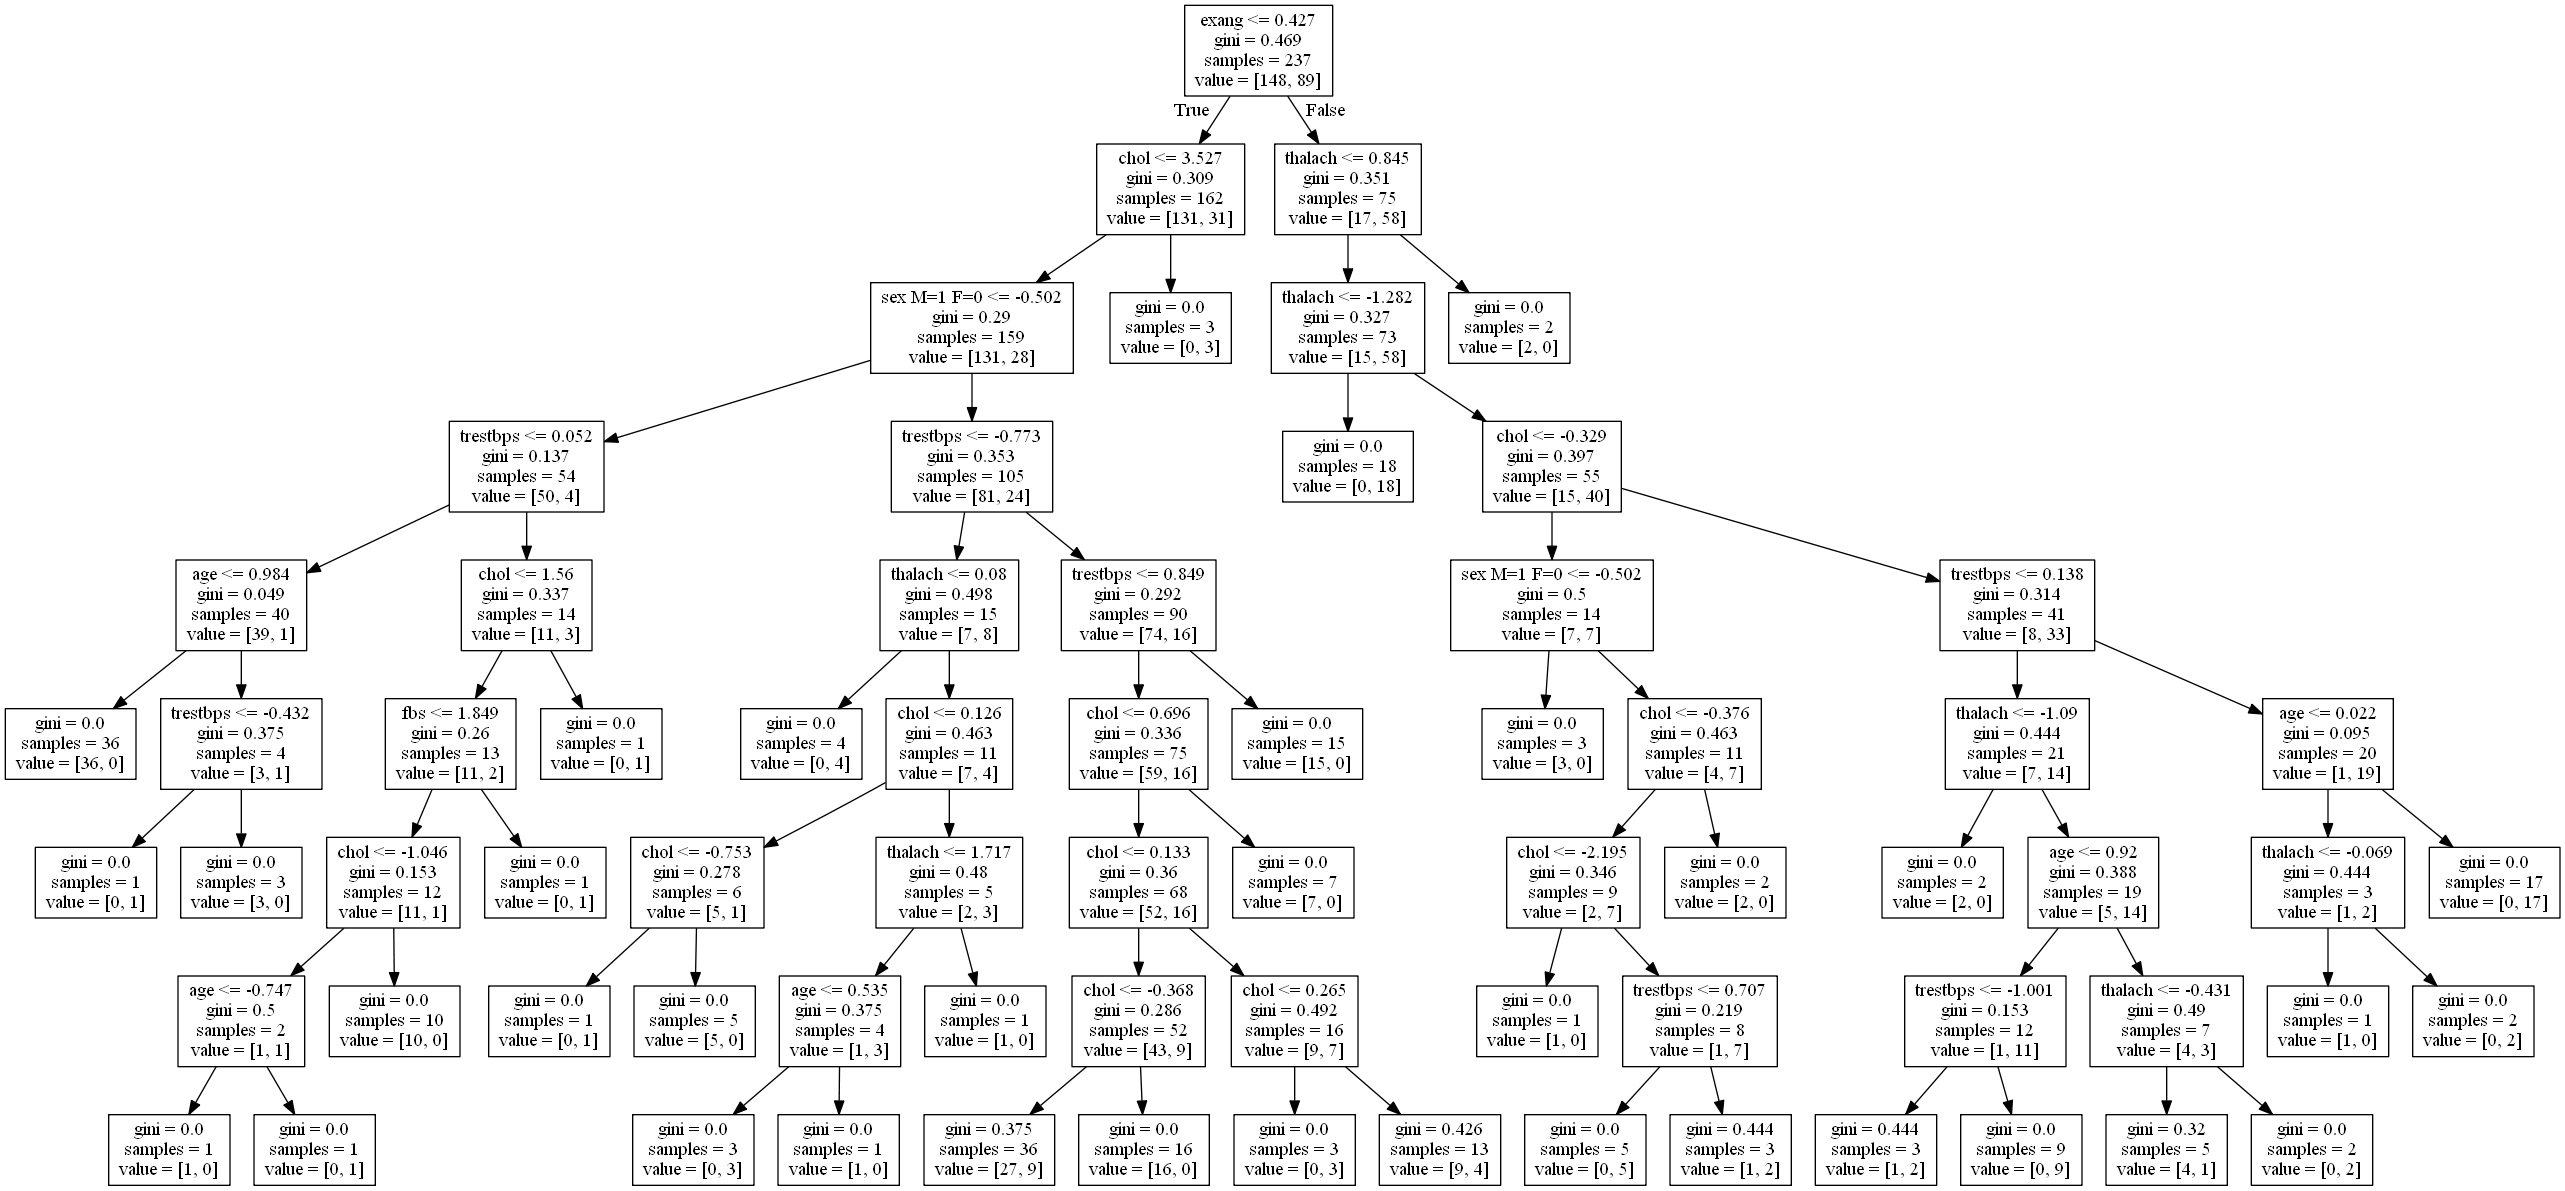 exang <= 0.427
gini = 0.469
samples = 237
value = [148, 89]
True
False
chol <= 3.527
gini = 0.309
samples = 162
value = [131, 31]
thalach <= 0.845
gini = 0.351
samples = 75
value = [17, 58]
sex M=1 F=0 <= -0.502
gini = 0.29
samples = 159
value = [131, 28]
gini = 0.0
samples = 3
value = [0, 3]
thalach <= -1.282
gini = 0.327
samples = 73
value = [15, 58]
gini = 0.0
samples = 2
value = [2, 0]
trestbps <= 0.052
gini = 0.137
samples = 54
value = [50, 4]
trestbps <= -0.773
gini = 0.353
samples = 105
value = [81, 24]
gini = 0.0
samples = 18
value = [0, 18]
chol <= -0.329
gini = 0.397
samples = 55
value = [15, 40]
age <= 0.984
gini = 0.049
samples = 40
value = [39, 1]
chol <= 1.56
gini = 0.337
samples = 14
value = [11, 3]
thalach <= 0.08
gini = 0.498
samples = 15
value = [7, 8]
trestbps <= 0.849
gini = 0.292
samples = 90
value = [74, 16]
sex M=1 F=0 <= -0.502
gini = 0.5
samples = 14
value = [7, 7]
trestbps <= 0.138
gini = 0.314
samples = 41
value = [8, 33]
gini = 0.0
samples = 36
value = [36, 0]
trestbps <= -0.432
gini = 0.375
samples = 4
value = [3, 1]
fbs <= 1.849
gini = 0.26
samples = 13
value = [11, 2]
gini = 0.0
samples = 1
value = [0, 1]
gini = 0.0
samples = 4
value = [0, 4]
chol <= 0.126
gini = 0.463
samples = 11
value = [7, 4]
chol <= 0.696
gini = 0.336
samples = 75
value = [59, 16]
gini = 0.0
samples = 15
value = [15, 0]
gini = 0.0
samples = 3
value = [3, 0]
chol <= -0.376
gini = 0.463
samples = 11
value = [4, 7]
thalach <= -1.09
gini = 0.444
samples = 21
value = [7, 14]
age <= 0.022
gini = 0.095
samples = 20
value = [1, 19]
gini = 0.0
samples = 1
value = [0, 1]
gini = 0.0
samples = 3
value = [3, 0]
chol <= -1.046
gini = 0.153
samples = 12
value = [11, 1]
gini = 0.0
samples = 1
value = [0, 1]
chol <= -0.753
gini = 0.278
samples = 6
value = [5, 1]
thalach <= 1.717
gini = 0.48
samples = 5
value = [2, 3]
chol <= 0.133
gini = 0.36
samples = 68
value = [52, 16]
gini = 0.0
samples = 7
value = [7, 0]
chol <= -2.195
gini = 0.346
samples = 9
value = [2, 7]
gini = 0.0
samples = 2
value = [2, 0]
gini = 0.0
samples = 2
value = [2, 0]
age <= 0.92
gini = 0.388
samples = 19
value = [5, 14]
thalach <= -0.069
gini = 0.444
samples = 3
value = [1, 2]
gini = 0.0
samples = 17
value = [0, 17]
age <= -0.747
gini = 0.5
samples = 2
value = [1, 1]
gini = 0.0
samples = 10
value = [10, 0]
gini = 0.0
samples = 1
value = [0, 1]
gini = 0.0
samples = 5
value = [5, 0]
age <= 0.535
gini = 0.375
samples = 4
value = [1, 3]
gini = 0.0
samples = 1
value = [1, 0]
chol <= -0.368
gini = 0.286
samples = 52
value = [43, 9]
chol <= 0.265
gini = 0.492
samples = 16
value = [9, 7]
gini = 0.0
samples = 1
value = [1, 0]
trestbps <= 0.707
gini = 0.219
samples = 8
value = [1, 7]
trestbps <= -1.001
gini = 0.153
samples = 12
value = [1, 11]
thalach <= -0.431
gini = 0.49
samples = 7
value = [4, 3]
gini = 0.0
samples = 1
value = [1, 0]
gini = 0.0
samples = 2
value = [0, 2]
gini = 0.0
samples = 1
value = [1, 0]
gini = 0.0
samples = 1
value = [0, 1]
gini = 0.0
samples = 3
value = [0, 3]
gini = 0.0
samples = 1
value = [1, 0]
gini = 0.375
samples = 36
value = [27, 9]
gini = 0.0
samples = 16
value = [16, 0]
gini = 0.0
samples = 3
value = [0, 3]
gini = 0.426
samples = 13
value = [9, 4]
gini = 0.0
samples = 5
value = [0, 5]
gini = 0.444
samples = 3
value = [1, 2]
gini = 0.444
samples = 3
value = [1, 2]
gini = 0.0
samples = 9
value = [0, 9]
gini = 0.32
samples = 5
value = [4, 1]
gini = 0.0
samples = 2
value = [0, 2]